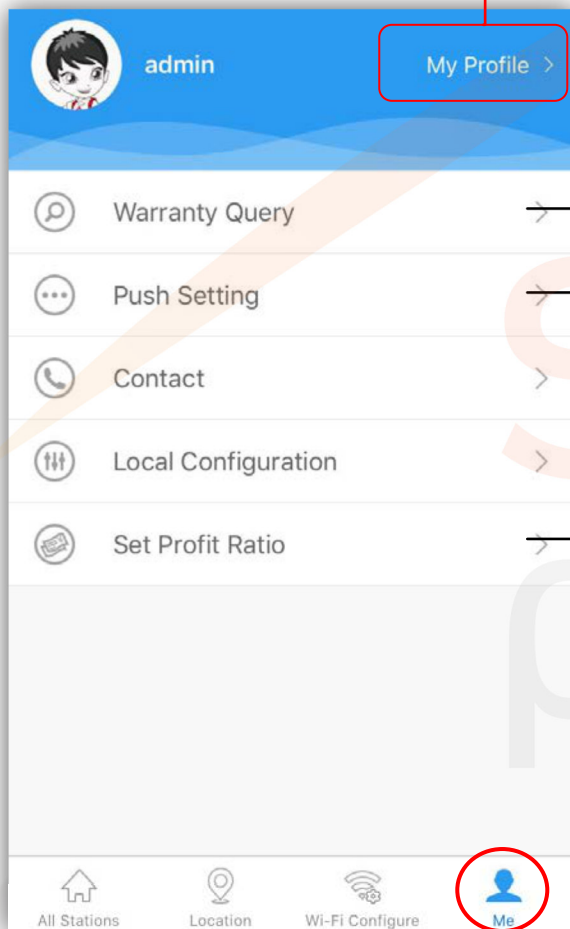 admin
My Profile >
Warranty Query
Push Setting
Contact
Local Configuration
Set Profit Ratio
All Stations
Location
Wi-Fi Configure
Me